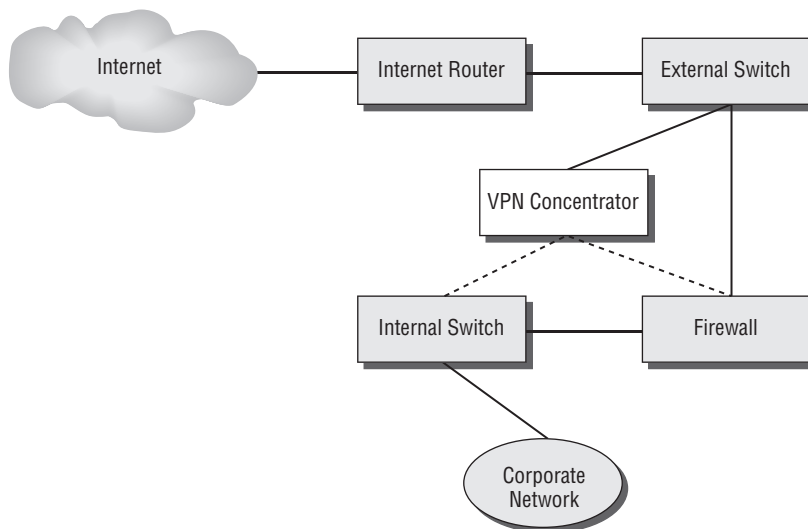 Internet
Internet Router
External Switch
VPN Concentrator
Internal Switch
Firewall
Corporate
Network